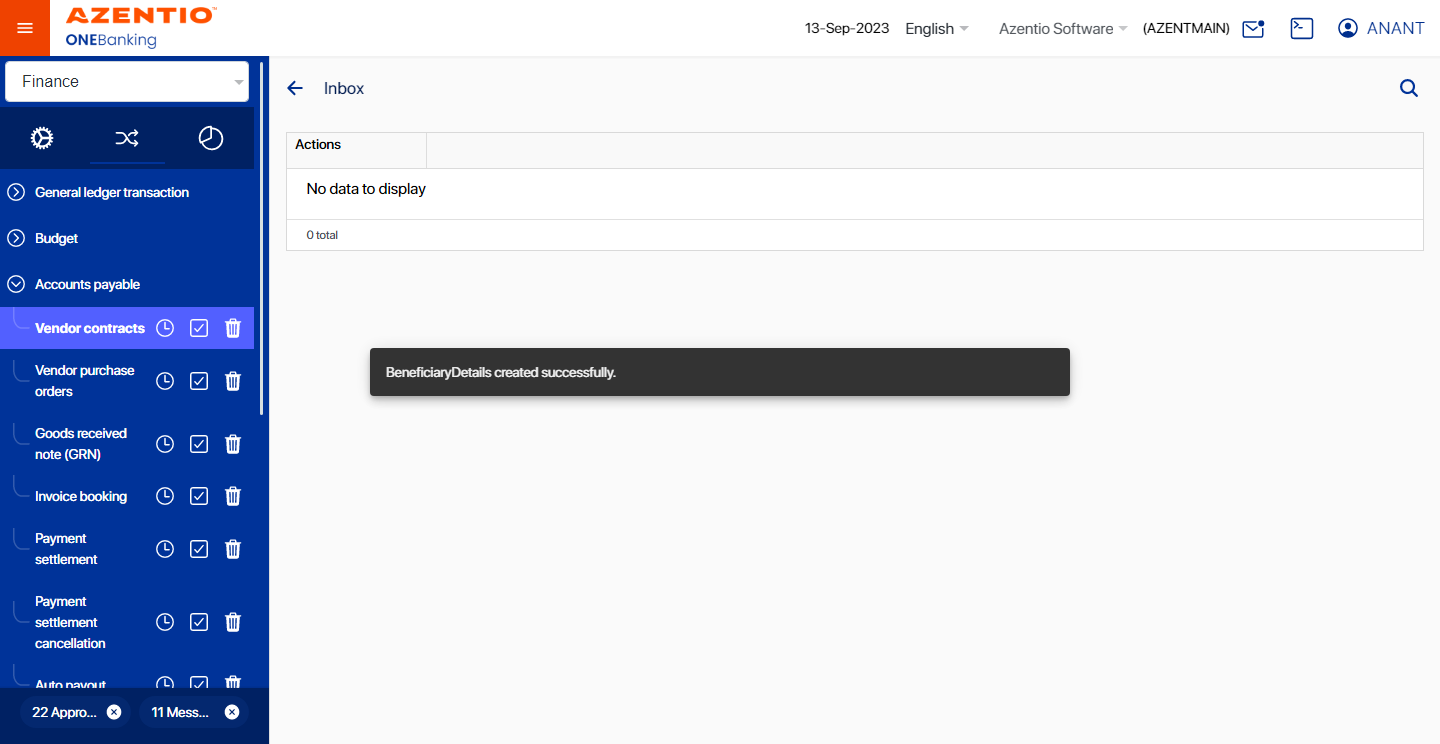 AZENTIO™
ONEBanking
13-Sep-2023 English Azentio Software (AZENTMAIN) ANANT
Finance
Inbox
Actions
No data to display
0 total
General ledger transaction
Budget
Accounts payable
Vendor contracts
Vendor purchase
orders
Goods received
note (GRN)
Invoice booking
Payment
settlement
Payment
settlement
cancellation
Auto payout
22 Appro... 11 Mess...
BeneficiaryDetails created successfully.